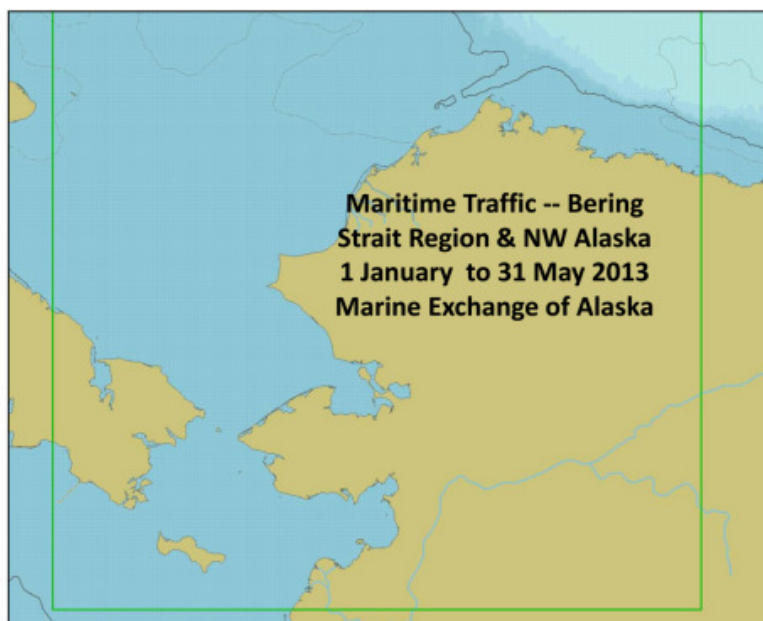 Maritime Traffic -- Bering
Strait Region & NW Alaska
1 January  to 31 May 2013
Marine Exchange of Alaska